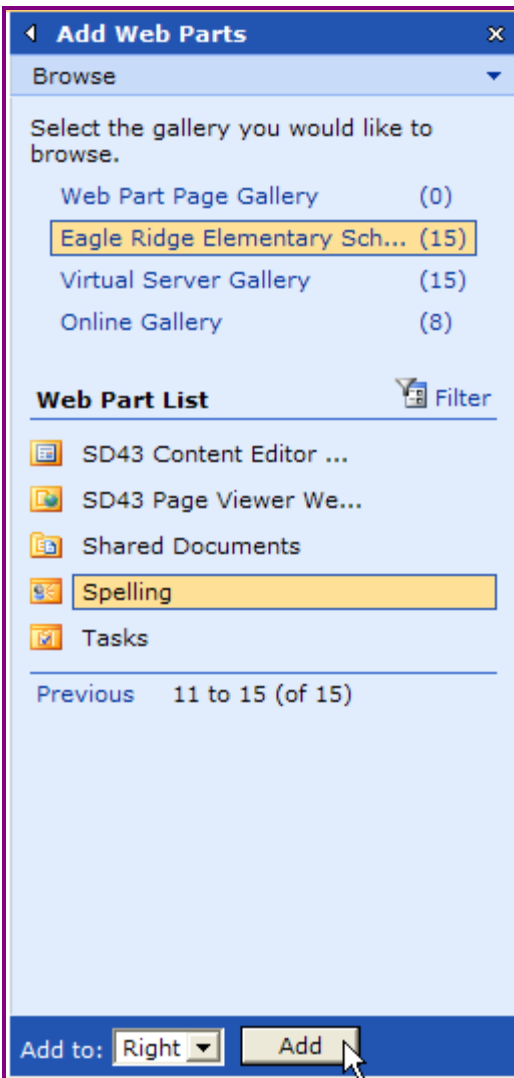 Add Web Parts
Browse
Select the gallery you would like to
browse.
Web Part Page Gallery (0)
Eagle Ridge Elementary Sch... (15)
Virtual Server Gallery (15)
Online Gallery (8)
Web Part List Filter
SD43 Content Editor ...
SD43 Page Viewer We...
Shared Documents
Spelling
Tasks
Previous 11 to 15 (of 15)
Add to: Right Add